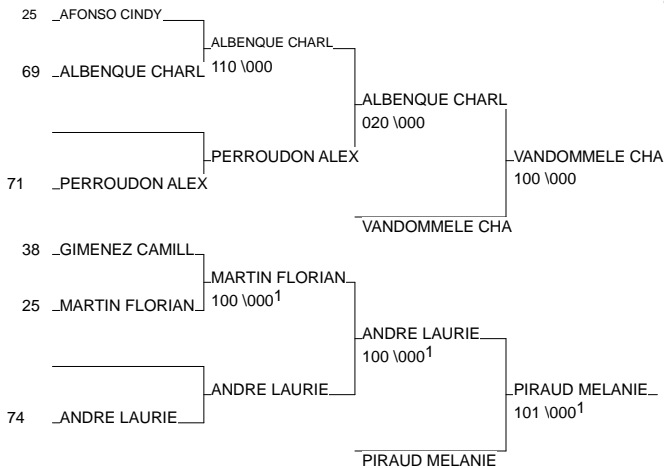 25 AFONSO CINDY
ALBENQUE CHARL
110 \000
69 ALBENQUE CHARL
ALBENQUE CHARL
020 \000
PERROUDON ALEX
VANDOMMELE CHA
100 \000
71 PERROUDON ALEX
VANDOMMELE CHA
38 GIMENEZ CAMILL
MARTIN FLORIAN
100 \000¹
25 MARTIN FLORIAN
ANDRE LAURIE
100 \000¹
ANDRE LAURIE
PIRAUD MELANIE
101 \000¹
74 ANDRE LAURIE
PIRAUD MELANIE